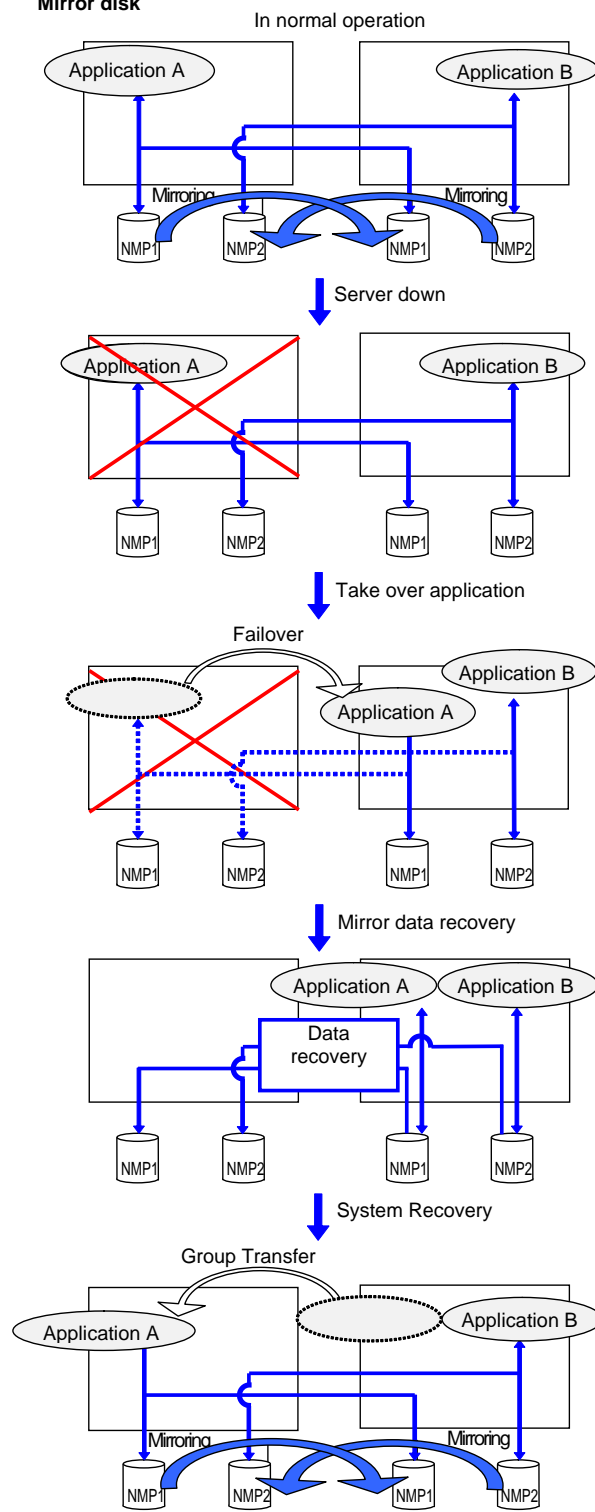 Mirror disk
In normal operation
Application A
Application B
Mirroring
Mirroring
NMP1
NMP2
NMP1
NMP2
Server down
Application A
Application B
NMP1
NMP2
NMP1
NMP2
Take over application
Failover
Application B
Application A
NMP1
NMP2
NMP1
NMP2
Mirror data recovery
Application A
Application B
Data
recovery
NMP1
NMP2
NMP1
NMP2
System Recovery
Group Transfer
Application A
Application B
Mirroring
Mirroring
NMP1
NMP2
NMP1
NMP2